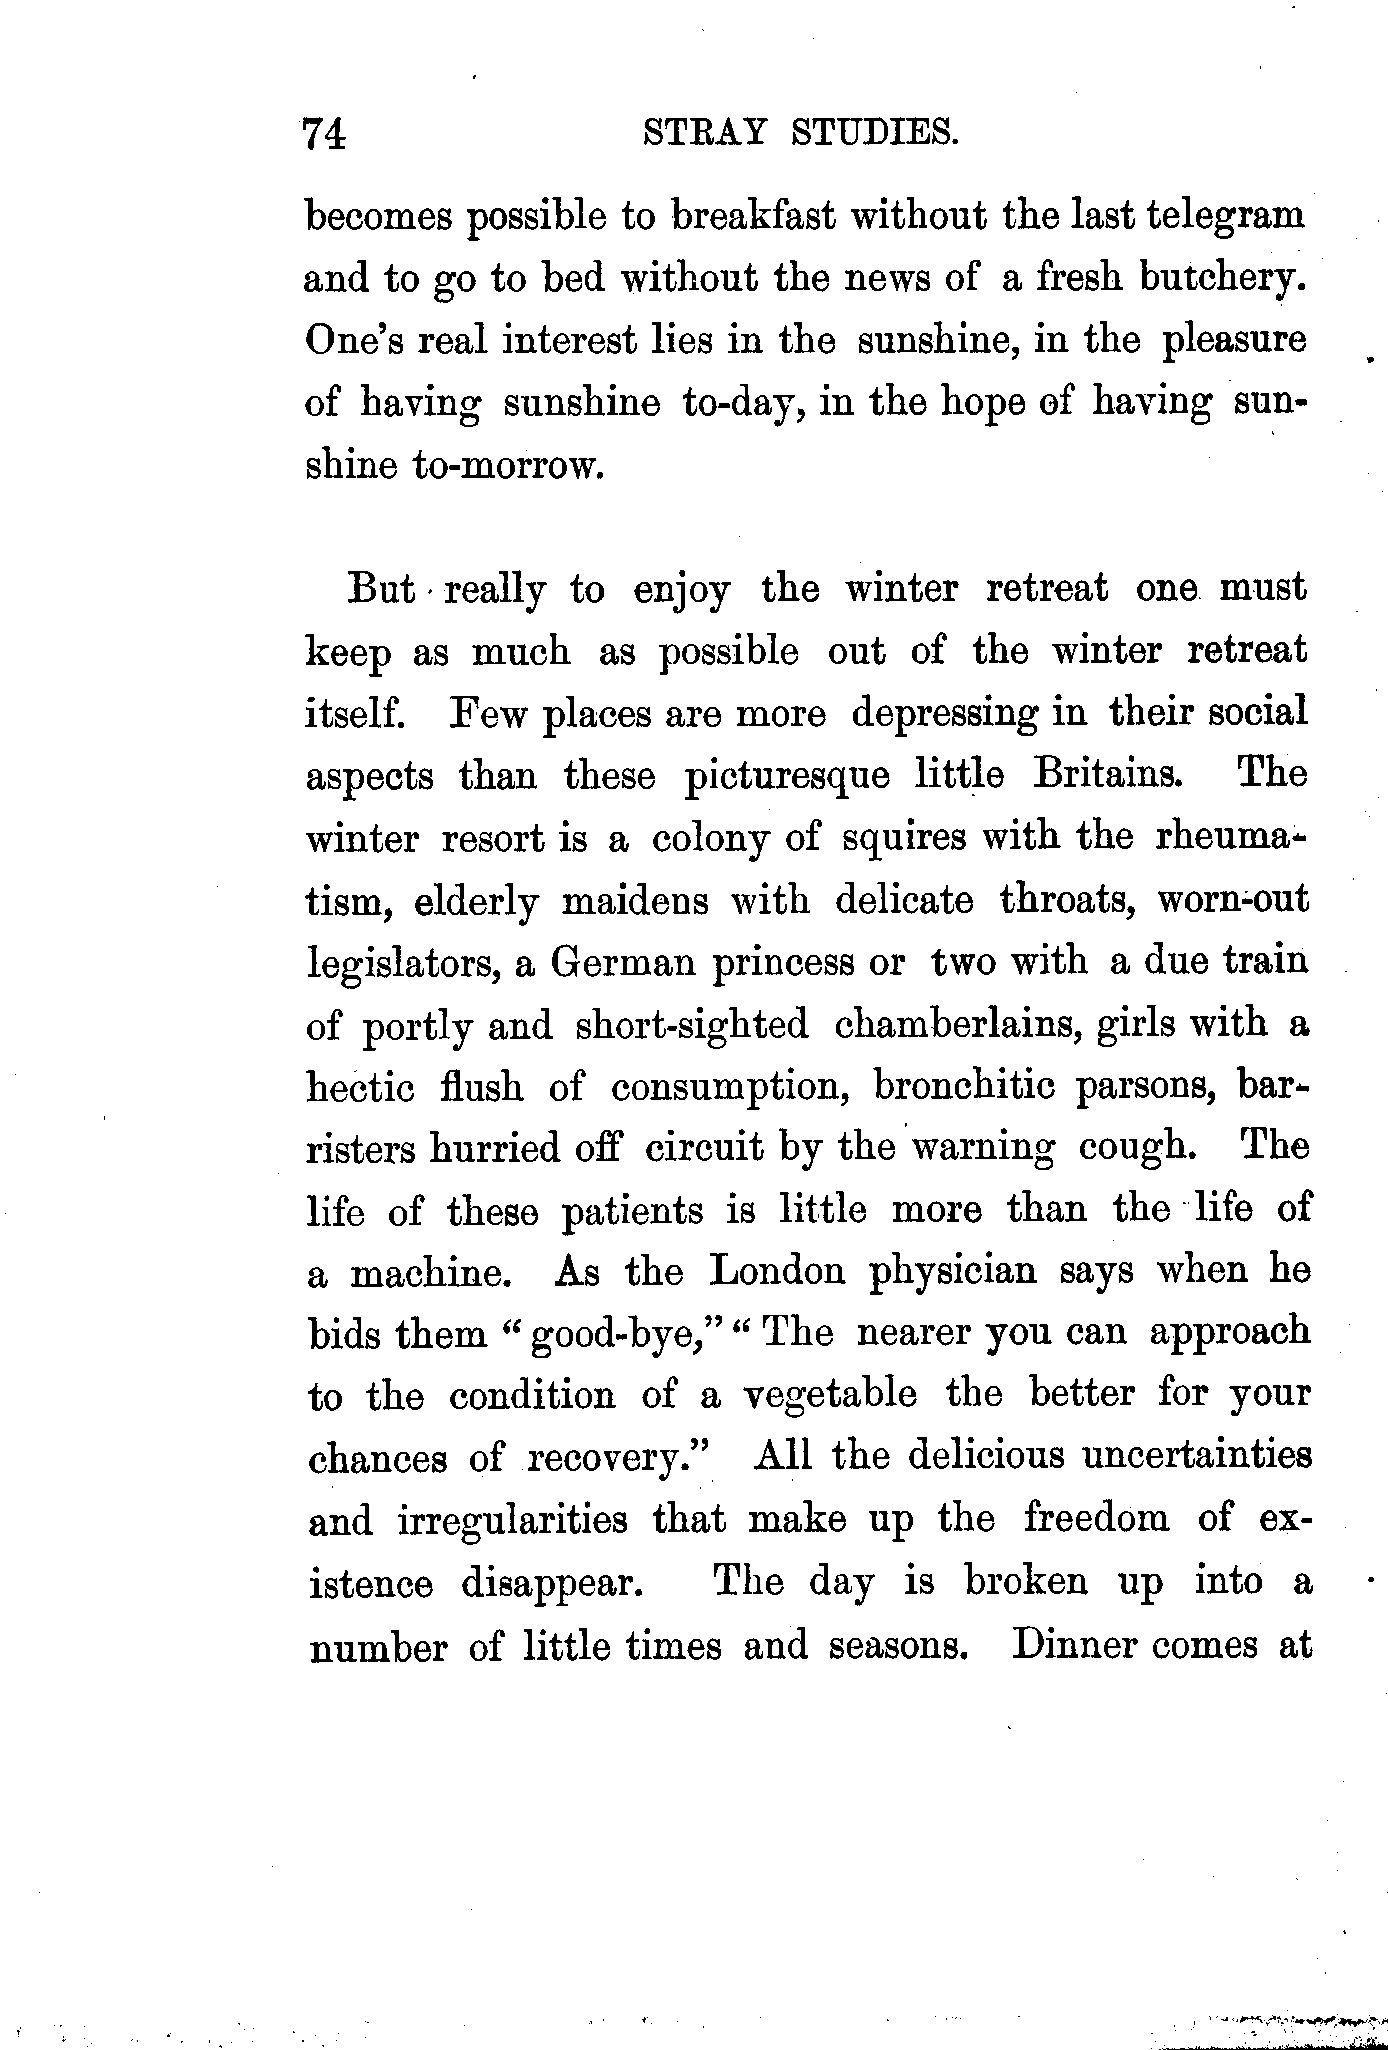 74 STRAY STUDIES.
becomes possible to breakfast without the last telegram
and to go to bed without the news of a fresh butchery.
One's real interest lies in the sunshine, in the pleasure
of having sunshine to-day, in the hope of having sun-
shine to-morrow.
But really to enjoy the winter retreat one must
keep as much as possible out of the winter retreat
itself. Few places are more depressing in their social
aspects than these picturesque little Britains. The
winter resort is a colony of squires with the rheuma-
tism, elderly maidens with delicate throats, worn-out
legislators, a German princess or two with a due train
of portly and short-sighted chamberlains, girls with a
hectic flush of consumption, bronchitic parsons, bar-
risters hurried off circuit by the warning cough. The
life of these patients is little more than the life of
a machine. As the London physician says when he
bids them “good-bye,” “The nearer you can approach
to the condition of a vegetable the better for your
chances of recovery.” All the delicious uncertainties
and irregularities that make up the freedom of ex-
istence disappear. The day is broken up into a
number of little times and seasons. Dinner comes at